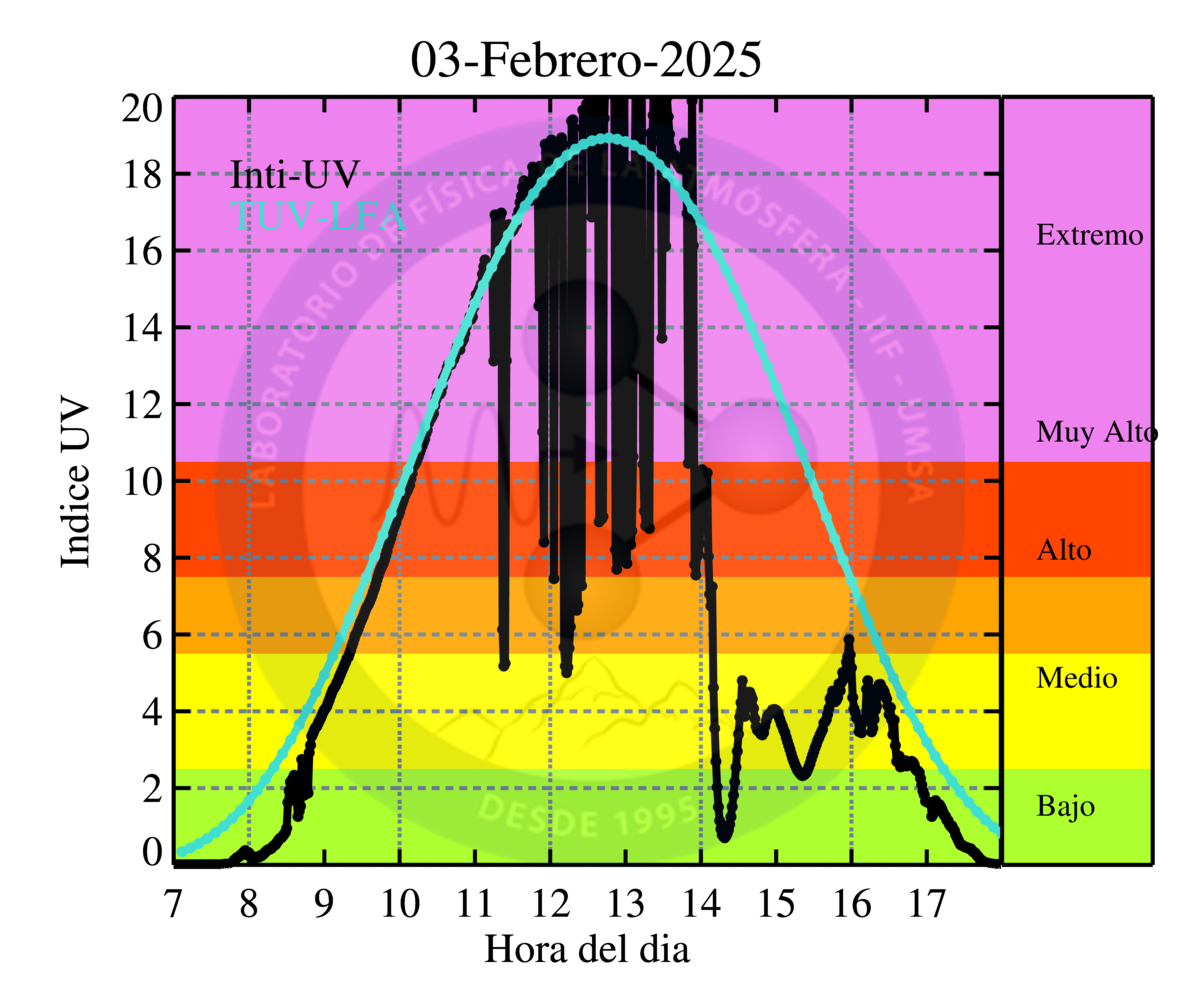 03-Febrero-2025
20
18
16
14
12
10
8
6
4
2
0
Indice UV
Inti-UV
TUV-LFA
LABORATORIO DE FÍSICA DE LA ATMÓSFERA - IIF - UMSA
DESDE 1995
Extremo
Muy Alto
Alto
Medio
Bajo
7 8 9 10 11 12 13 14 15 16 17
Hora del dia